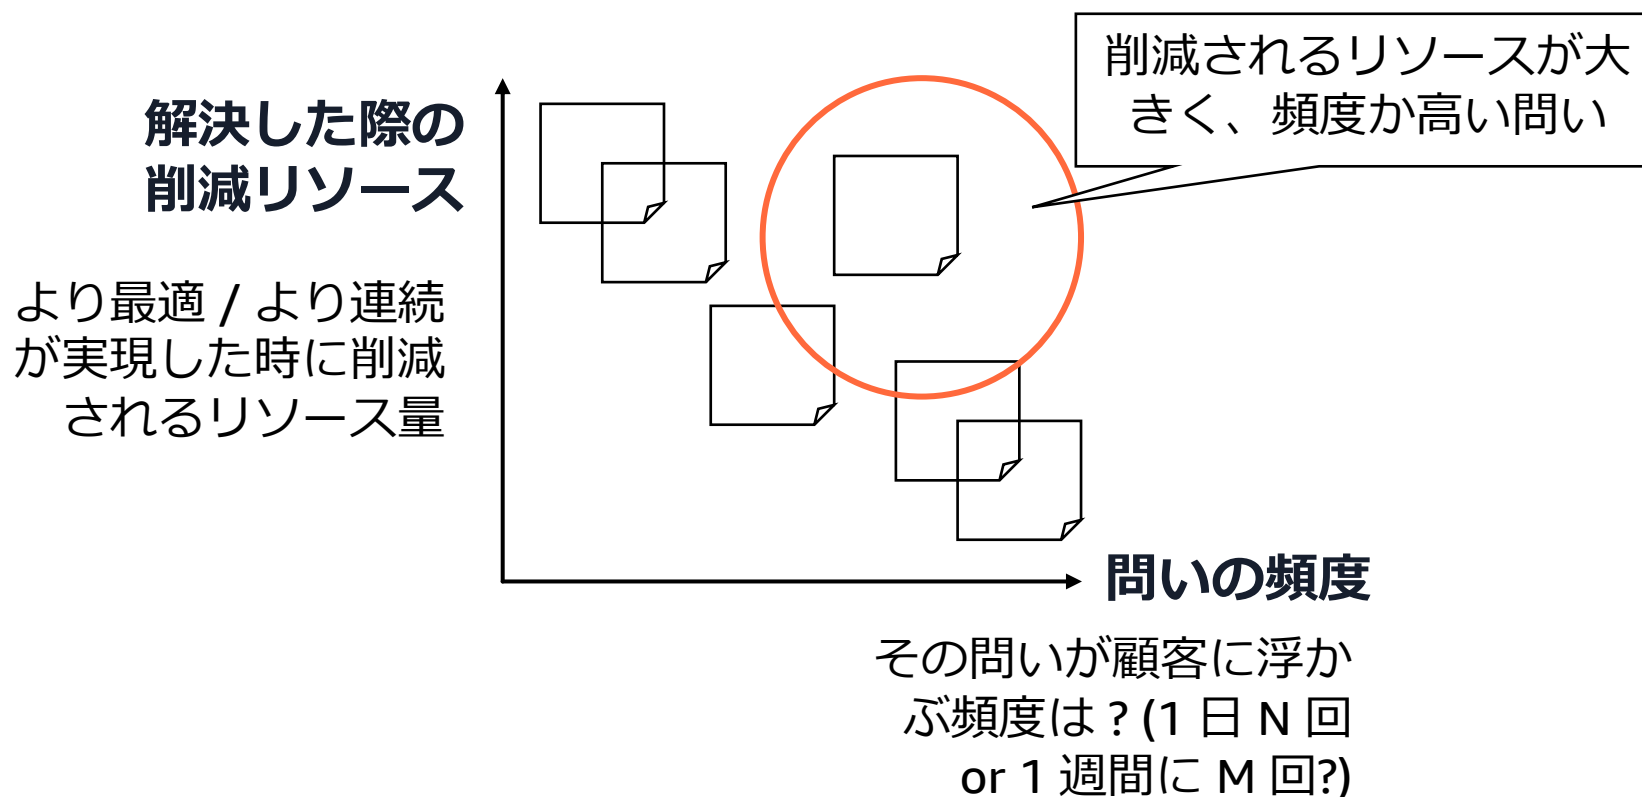 削減されるリソースが大
きく、頻度か高い問い
解決した際の
削減リソース
より最適 / より連続
が実現した時に削減
されるリソース量
問いの頻度
その問いが顧客に浮か
ぶ頻度は ? (1 日 N 回
or 1 週間に M 回?)